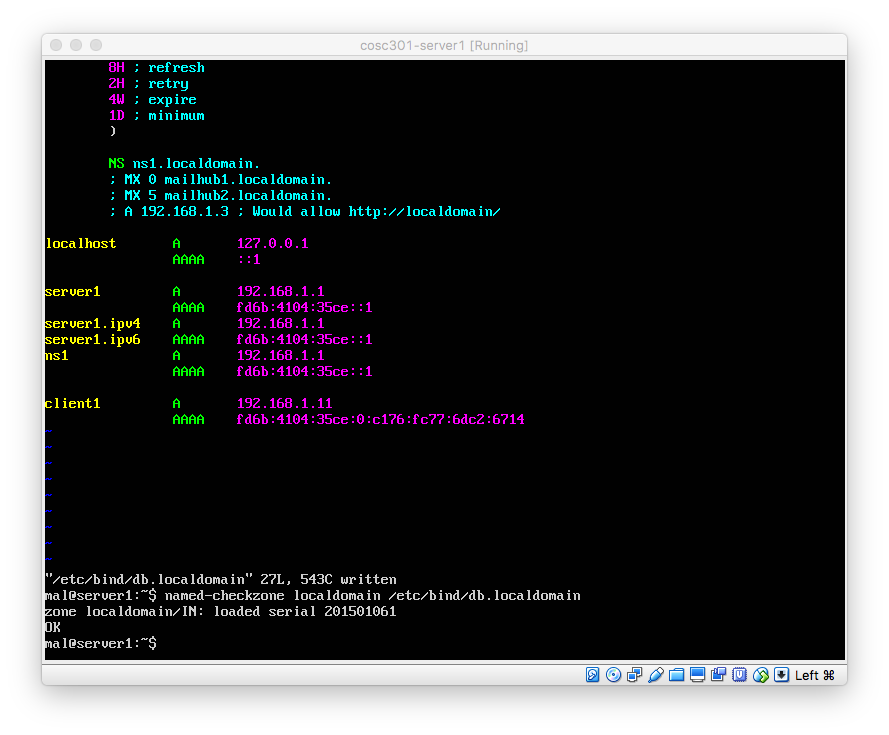 cosc301-server1 [Running]
8H ; refresh
2H ; retry
4W ; expire
1D ; minimum
)
NS ns1.localdomain.
; MX 0 mailhub1.localdomain.
; MX 5 mailhub2.localdomain.
; A 192.168.1.3 ; Would allow http://localdomain/
localhost A 127.0.0.1
AAAA ::1
server1 A 192.168.1.1
AAAA fd6b:4104:35ce::1
server1.ipv4 A 192.168.1.1
server1.ipv6 AAAA fd6b:4104:35ce::1
ns1 A 192.168.1.1
AAAA fd6b:4104:35ce::1
client1 A 192.168.1.11
AAAA fd6b:4104:35ce:0:c176:fc77:6dc2:6714
~
~
~
~
~
~
~
~
~
"/etc/bind/db.localdomain" 27L, 543C written
mal@server1:~$ named-checkzone localdomain /etc/bind/db.localdomain
zone localdomain/IN: loaded serial 201501061
OK
mal@server1:~$
Left ⌘